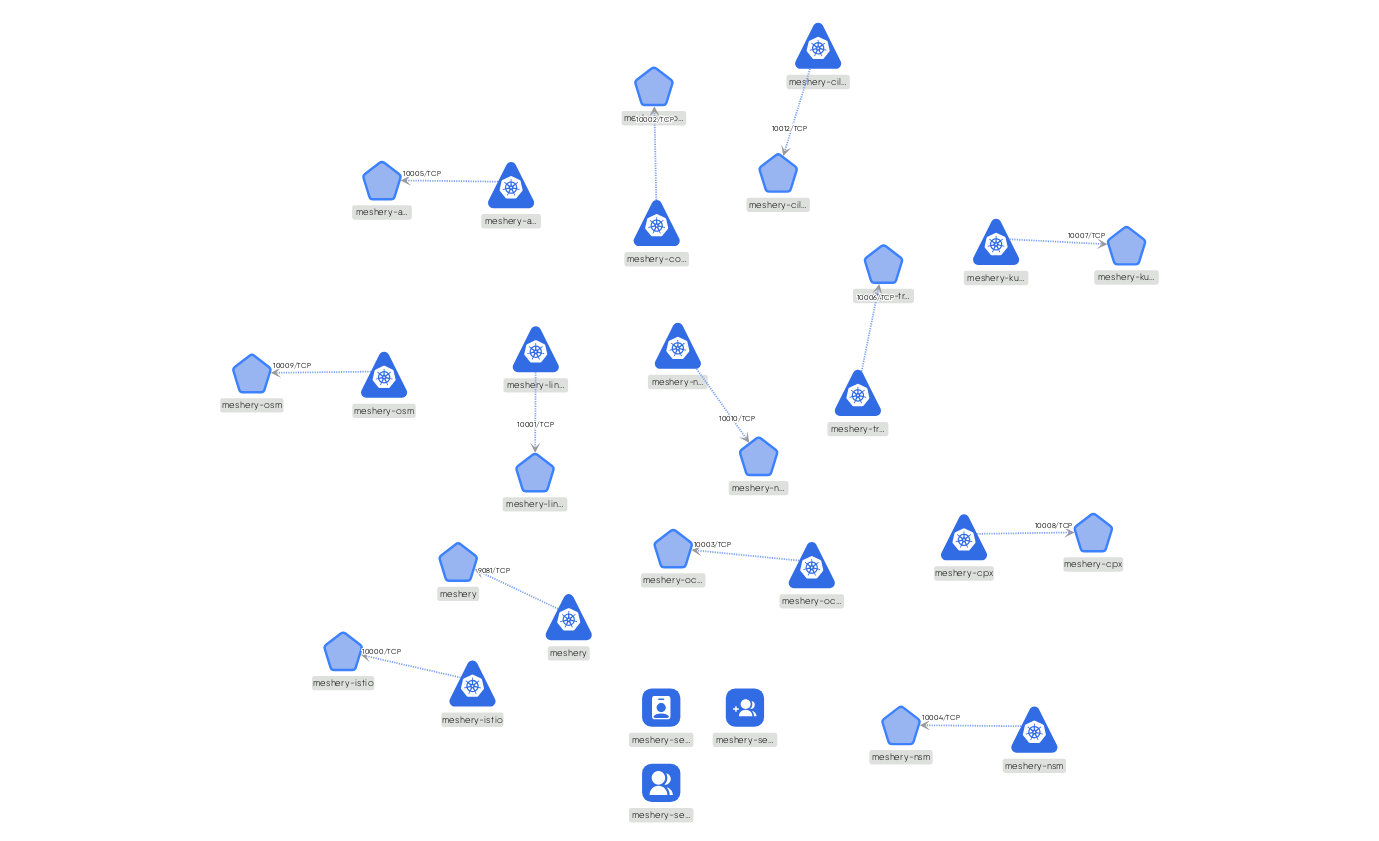 meshery-cil...
10012/TCP
meshery-cil...
10002/TCP
meshery-co...
10005/TCP
meshery-a...
meshery-a...
10007/TCP
meshery-ku...
meshery-ku...
10006/TCP
meshery-tr...
10009/TCP
meshery-osm
meshery-osm
meshery-lin...
10001/TCP
meshery-lin...
meshery-n...
10010/TCP
meshery-n...
10003/TCP
meshery-oc...
meshery-oc...
10008/TCP
meshery-cpx
meshery-cpx
9081/TCP
meshery
meshery
10000/TCP
meshery-istio
meshery-istio
meshery-se...
meshery-se...
meshery-se...
10004/TCP
meshery-nsm
meshery-nsm